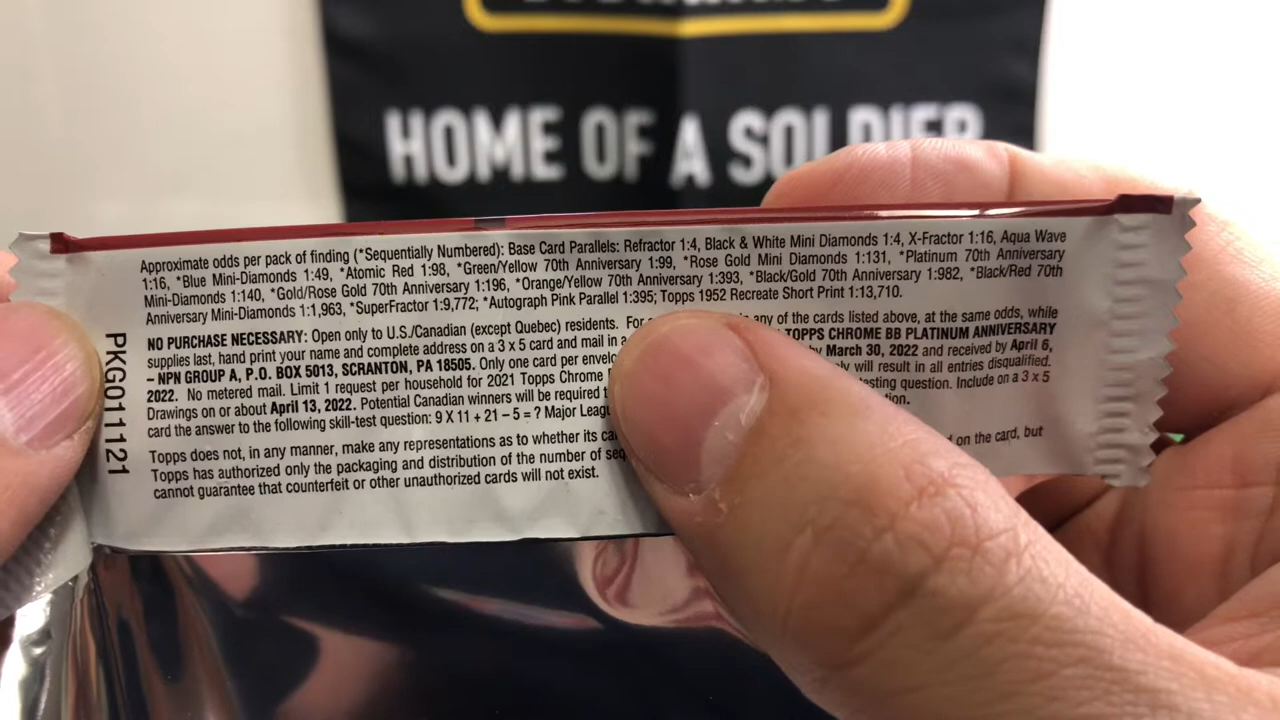 HOME OF A SOLDIER
Approximate odds per pack of finding (*Sequentially Numbered): Base Card Parallels: Refractor 1:4, Black & White Mini Diamonds 1:4, X-Fractor 1:16, Aqua Wave
1:16, *Blue Mini-Diamonds 1:49, *Atomic Red 1:98, *Green/Yellow 70th Anniversary 1:99, *Rose Gold Mini Diamonds 1:131, *Platinum 70th Anniversary
Mini-Diamonds 1:140, *Gold/Rose Gold 70th Anniversary 1:196, *Orange/Yellow 70th Anniversary 1:393, *Black/Gold 70th Anniversary 1:982, *Black/Red 70th
Anniversary Mini-Diamonds 1:1,963, *SuperFractor 1:9,772; *Autograph Pink Parallel 1:395; Topps 1952 Recreate Short Print 1:13,710.
NO PURCHASE NECESSARY: Open only to U.S./Canadian (except Quebec) residents. For any of the cards listed above, at the same odds, while
supplies last, hand print your name and complete address on a 3 x 5 card and mail in a TOPPS CHROME BB PLATINUM ANNIVERSARY
– NPN GROUP A, P.O. BOX 5013, SCRANTON, PA 18505. Only one card per by March 30, 2022 and received by April 6,
2022. No metered mail. Limit 1 request per household for 2021 Topps Chrome will result in all entries disqualified.
Drawings on or about April 13, 2022. Potential Canadian winners will be required question. Include on a 3 x 5
card the answer to the following skill-test question: 9 X 11 + 21 – 5 = ? Major
Topps does not, in any manner, make any representations as to whether its on the card, but
Topps has authorized only the packaging and distribution of the number of
cannot guarantee that counterfeit or other unauthorized cards will not exist.
PKG011121